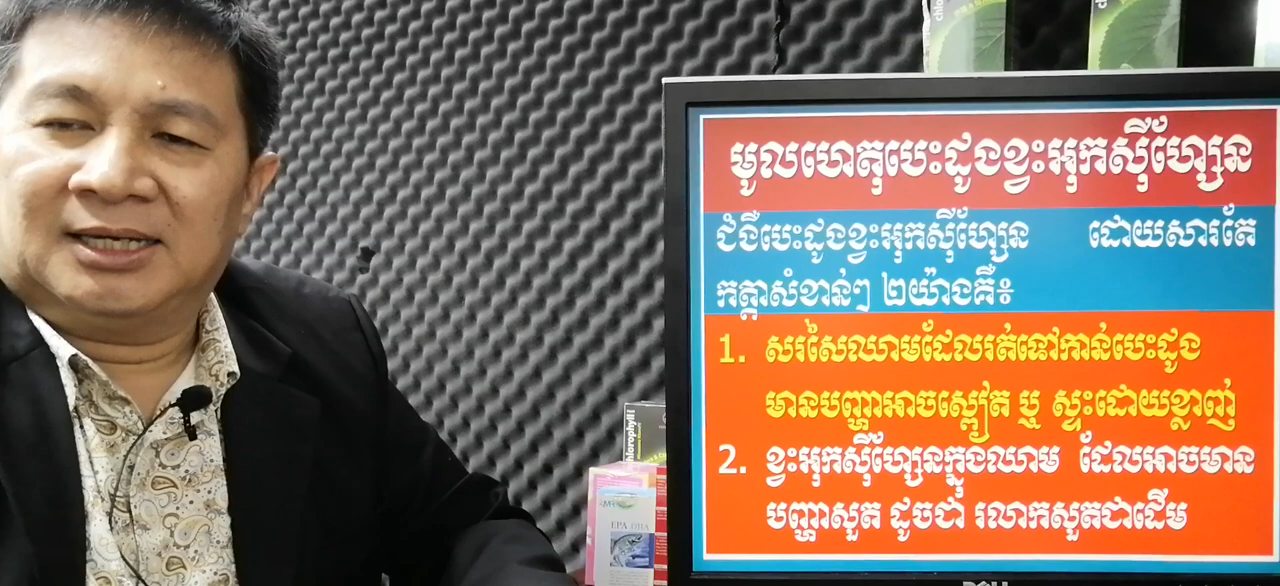 មូលហេតុបេះដូងខ្វះអុកស៊ីហ្សែន
ជំងឺបេះដូងខ្វះអុកស៊ីហ្សែន ដោយសារតែ
កត្តាសំខាន់ៗ ២យ៉ាងគឺ៖
1. សរសៃឈាមដែលរត់ទៅកាន់បេះដូង
មានបញ្ហាអាចស្ពៀត ឬ ស្ទះដោយខ្លាញ់
2. ខ្វះអុកស៊ីហ្សែនក្នុងឈាម ដែលអាចមាន
បញ្ហាសួត ដូចជា រលាកសួតជាដើម
chlorophyll
EPA DHA